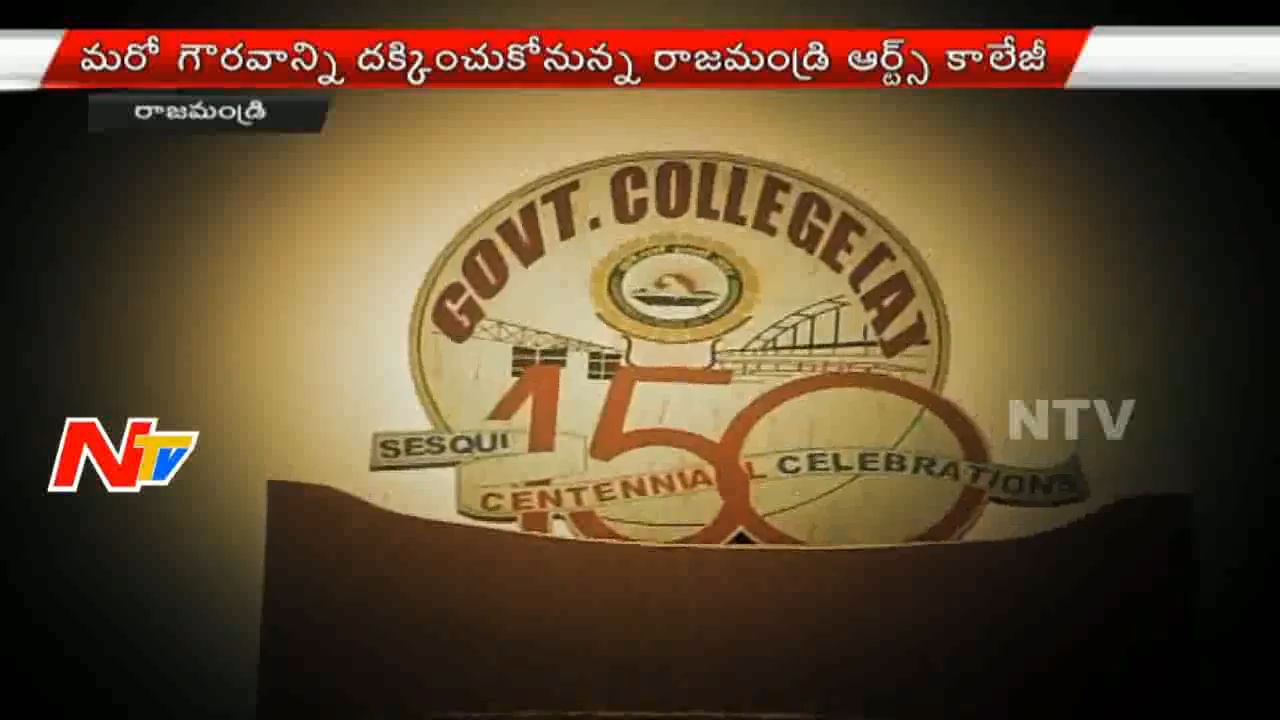 మరో గౌరవాన్ని దక్కించుకోనున్న రాజమండ్రి ఆర్ట్స్ కాలేజీ
రాజమండ్రి
GOVT. COLLEGE(A)
150
SESQUI
CENTENNIAL CELEBRATIONS
NTV
NTV